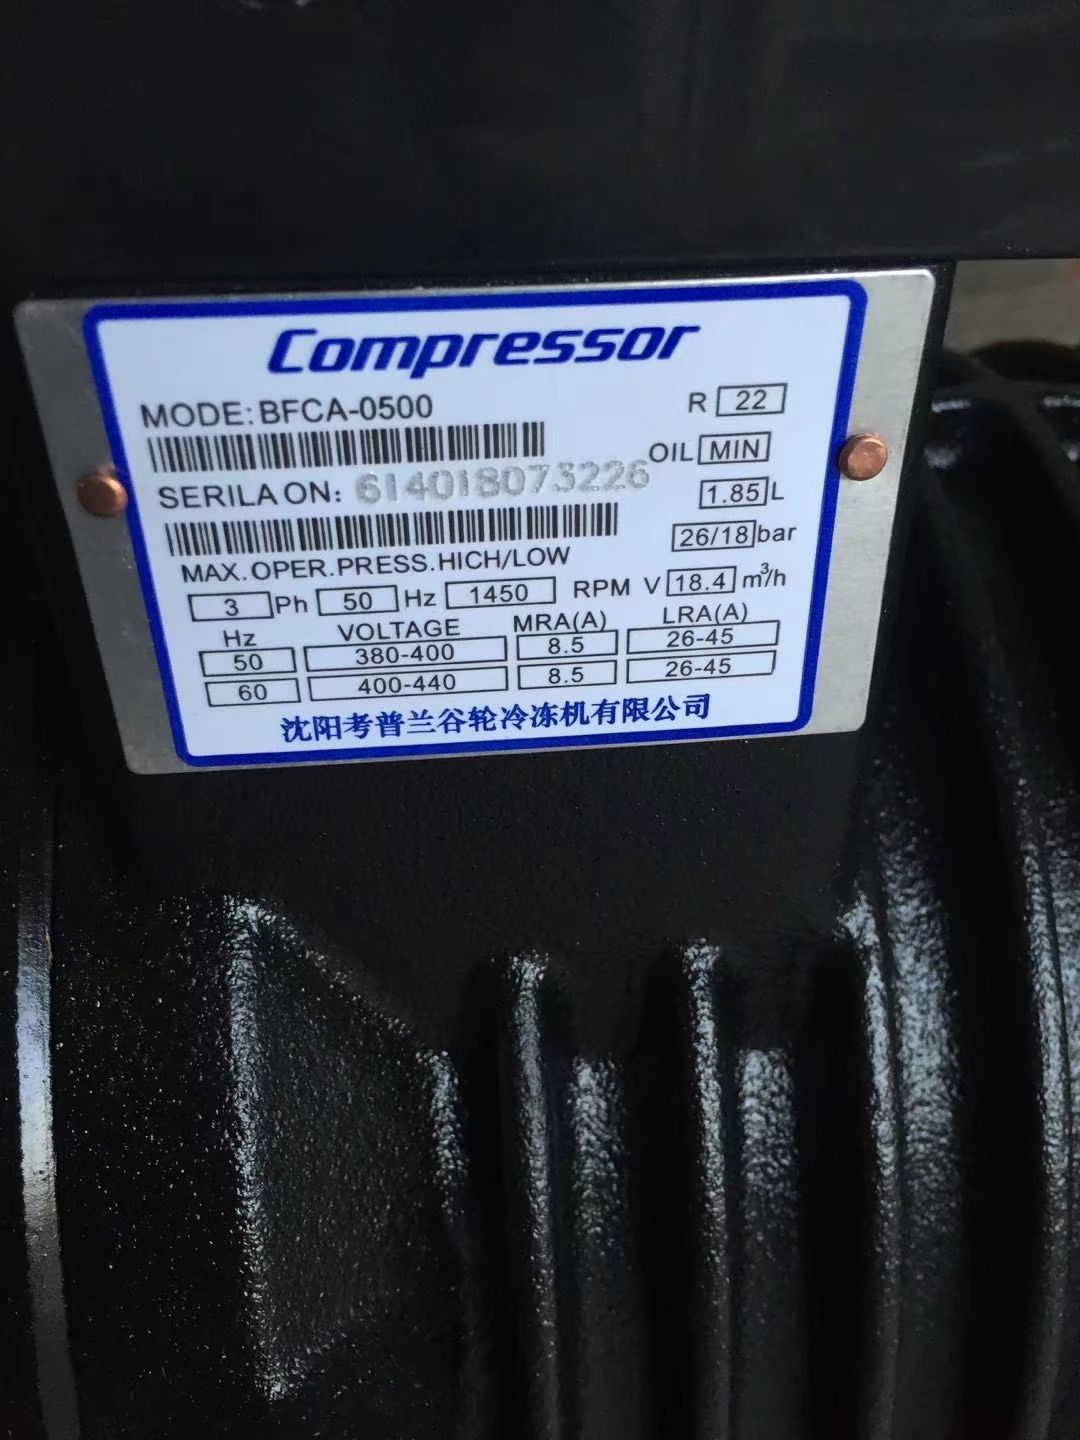 Compressor
MODE: BFCA-0500
R 22
OIL MIN
SERILA ON: 614018073226
1.85 L
26/18 bar
MAX.OPER.PRESS.HICH/LOW
3 Ph 50 Hz 1450 RPM V 18.4 m³/h
Hz VOLTAGE MRA(A) LRA(A)
50 380-400 8.5 26-45
60 400-440 8.5 26-45
沈阳考普兰谷轮冷冻机有限公司